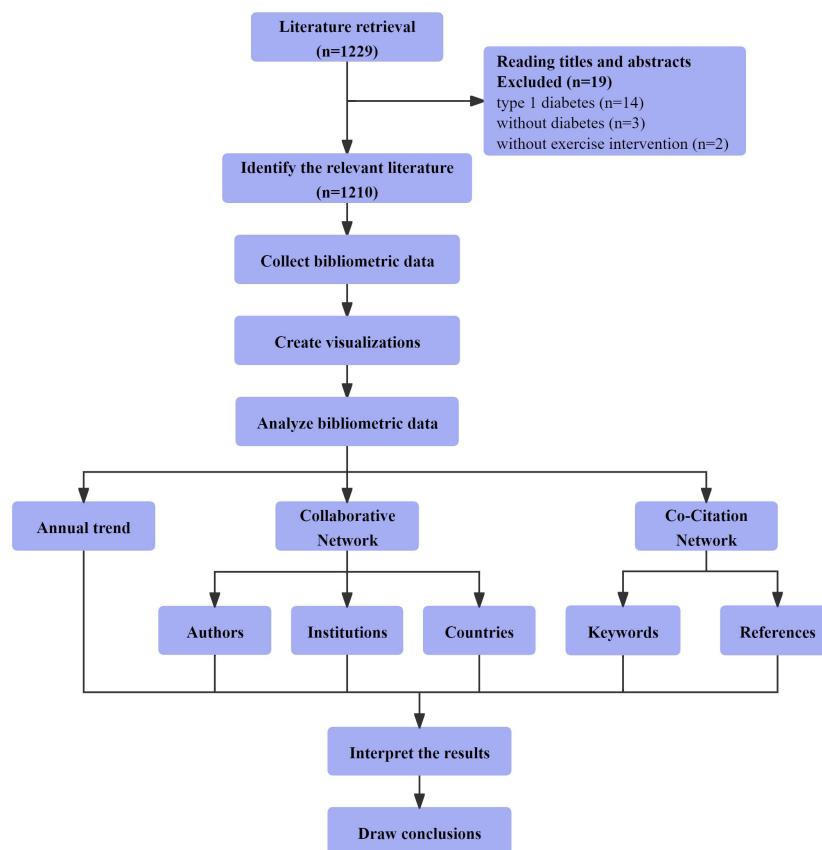 Literature retrieval
(n=1229)
Reading titles and abstracts
Excluded (n=19)
type 1 diabetes (n=14)
without diabetes (n=3)
without exercise intervention (n=2)
Identify the relevant literature
(n=1210)
Collect bibliometric data
Create visualizations
Analyze bibliometric data
Annual trend
Collaborative
Network
Co-Citation
Network
Authors
Institutions
Countries
Keywords
References
Interpret the results
Draw conclusions